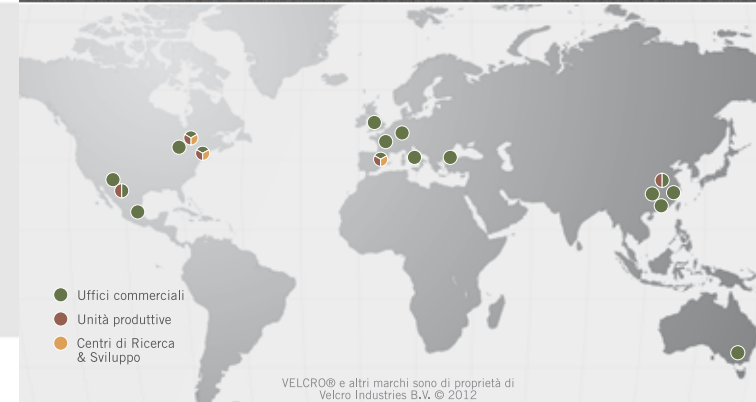 Uffici commerciali
Unità produttive
Centri di Ricerca
& Sviluppo
VELCRO® e altri marchi sono di proprietà di
Velcro Industries B.V. © 2012